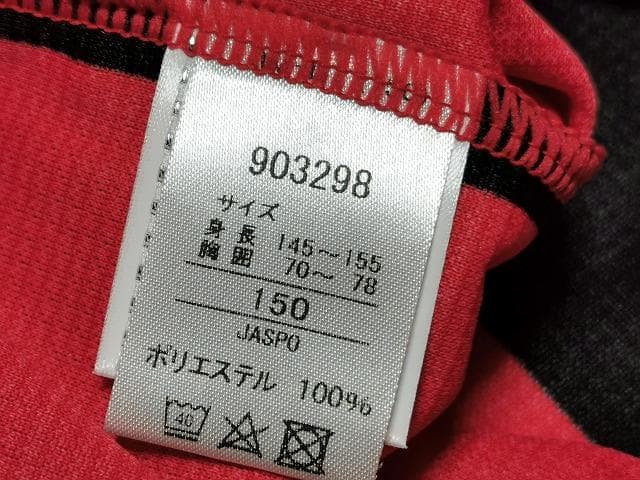 903298
サイズ
身長 145～155
胸囲 70～ 78
150
JASPO
ポリエステル 100%
40